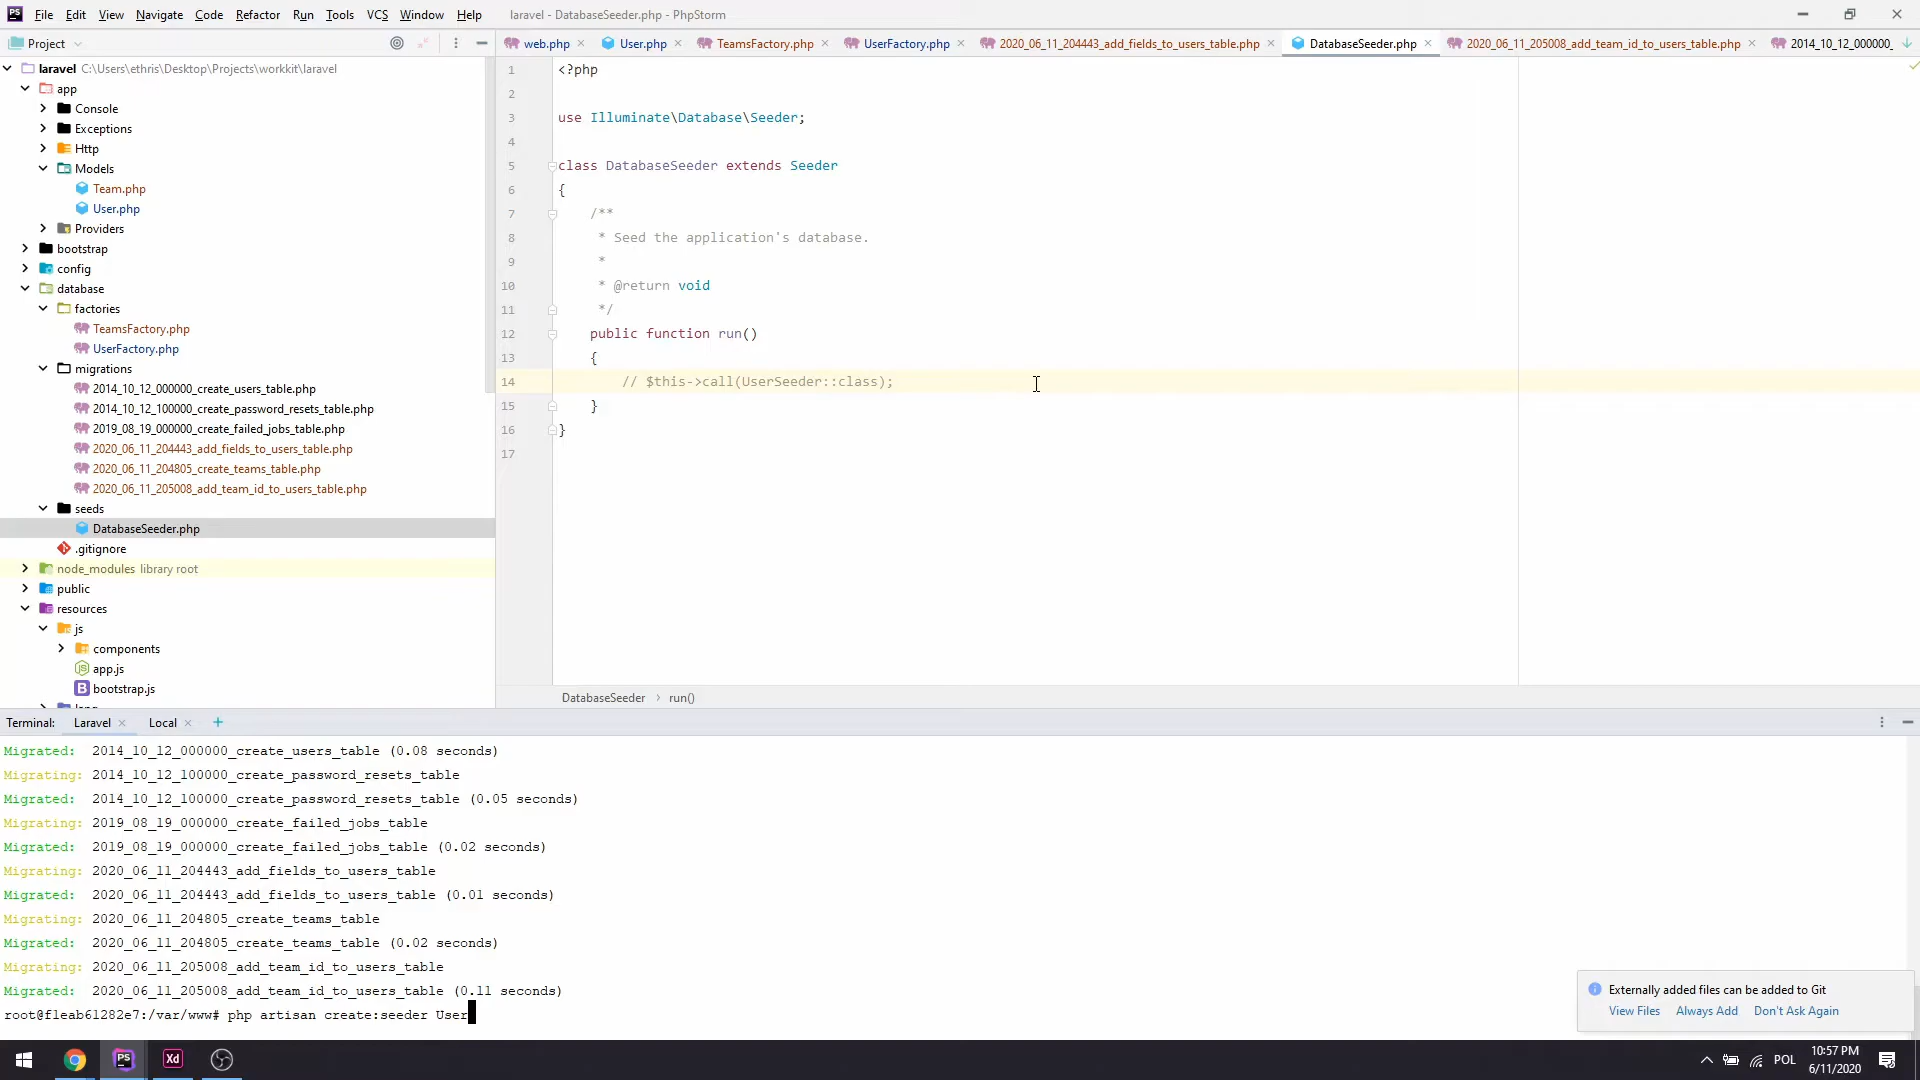 PS File Edit View Navigate Code Refactor Run Tools VCS Window Help laravel - DatabaseSeeder.php - PhpStorm
Project
web.php
User.php
TeamsFactory.php
UserFactory.php
2020_06_11_204443_add_fields_to_users_table.php
DatabaseSeeder.php
2020_06_11_205008_add_team_id_to_users_table.php
2014_10_12_000000_
laravel C:\Users\ethris\Desktop\Projects\workkit\laravel
app
Console
Exceptions
Http
Models
Team.php
User.php
Providers
bootstrap
config
database
factories
TeamsFactory.php
UserFactory.php
migrations
2014_10_12_000000_create_users_table.php
2014_10_12_100000_create_password_resets_table.php
2019_08_19_000000_create_failed_jobs_table.php
2020_06_11_204443_add_fields_to_users_table.php
2020_06_11_204805_create_teams_table.php
2020_06_11_205008_add_team_id_to_users_table.php
seeds
DatabaseSeeder.php
.gitignore
node_modules library root
public
resources
js
components
app.js
B bootstrap.js
1 <?php
2
3 use Illuminate\Database\Seeder;
4
5 class DatabaseSeeder extends Seeder
6 {
7 /**
8 * Seed the application's database.
9 *
10 * @return void
11 */
12 public function run()
13 {
14 // $this->call(UserSeeder::class);
15 }
16 }
17
DatabaseSeeder > run()
Terminal: Laravel Local
Migrated: 2014_10_12_000000_create_users_table (0.08 seconds)
Migrating: 2014_10_12_100000_create_password_resets_table
Migrated: 2014_10_12_100000_create_password_resets_table (0.05 seconds)
Migrating: 2019_08_19_000000_create_failed_jobs_table
Migrated: 2019_08_19_000000_create_failed_jobs_table (0.02 seconds)
Migrating: 2020_06_11_204443_add_fields_to_users_table
Migrated: 2020_06_11_204443_add_fields_to_users_table (0.01 seconds)
Migrating: 2020_06_11_204805_create_teams_table
Migrated: 2020_06_11_204805_create_teams_table (0.02 seconds)
Migrating: 2020_06_11_205008_add_team_id_to_users_table
Migrated: 2020_06_11_205008_add_team_id_to_users_table (0.11 seconds)
root@f1eab61282e7:/var/www# php artisan create:seeder User
Externally added files can be added to Git
View Files Always Add Don't Ask Again
PS Xd
POL
10:57 PM
6/11/2020